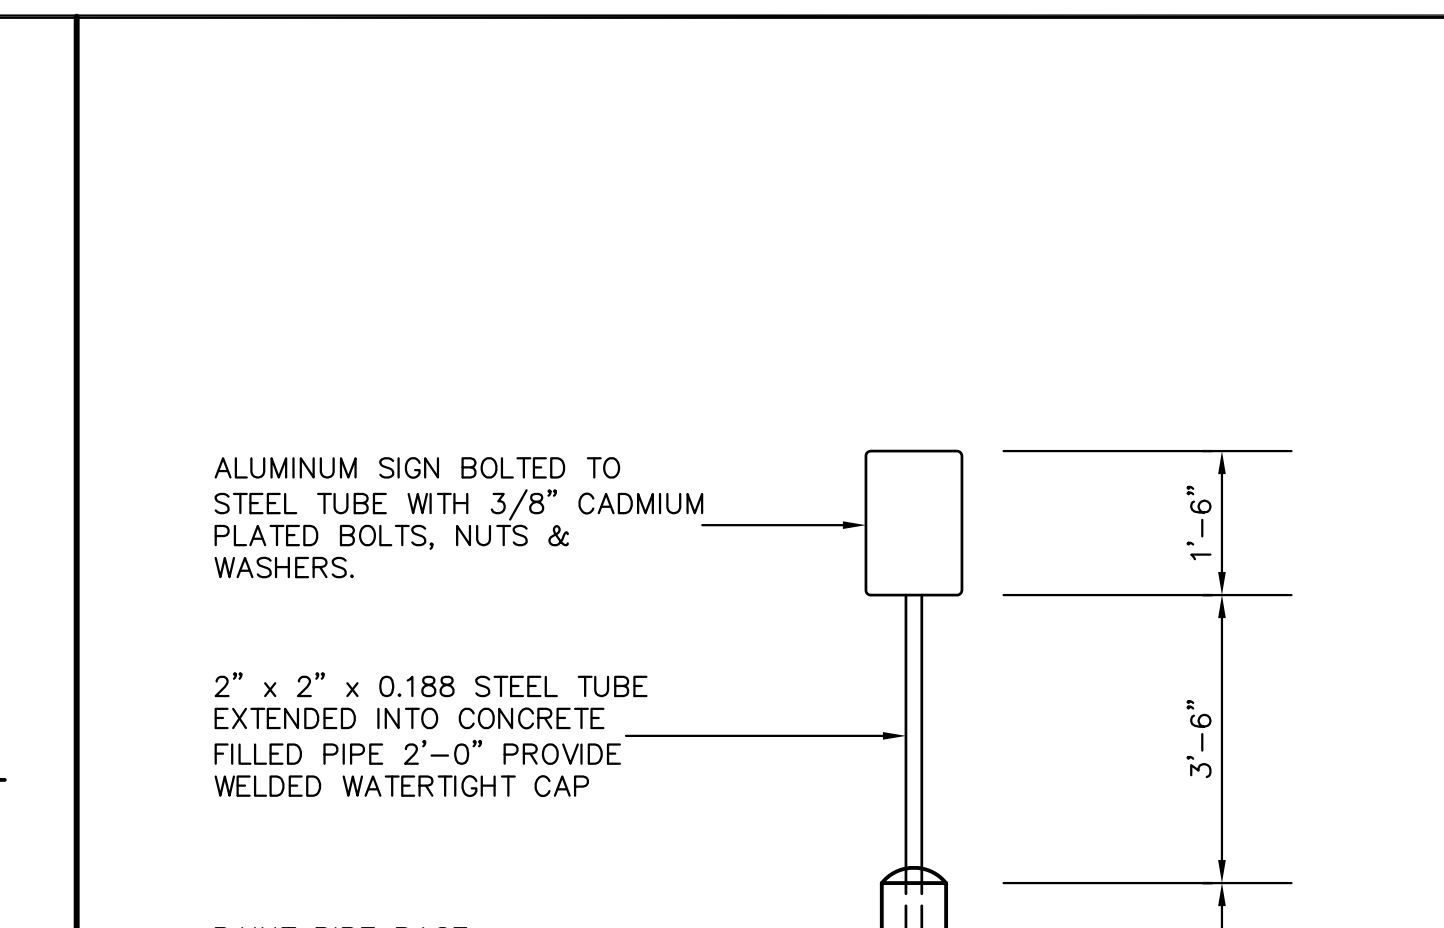 ALUMINUM SIGN BOLTED TO
STEEL TUBE WITH 3/8" CADMIUM
PLATED BOLTS, NUTS &
WASHERS.
1'-6"
2" x 2" x 0.188 STEEL TUBE
EXTENDED INTO CONCRETE
FILLED PIPE 2'-0" PROVIDE
WELDED WATERTIGHT CAP
3'-6"